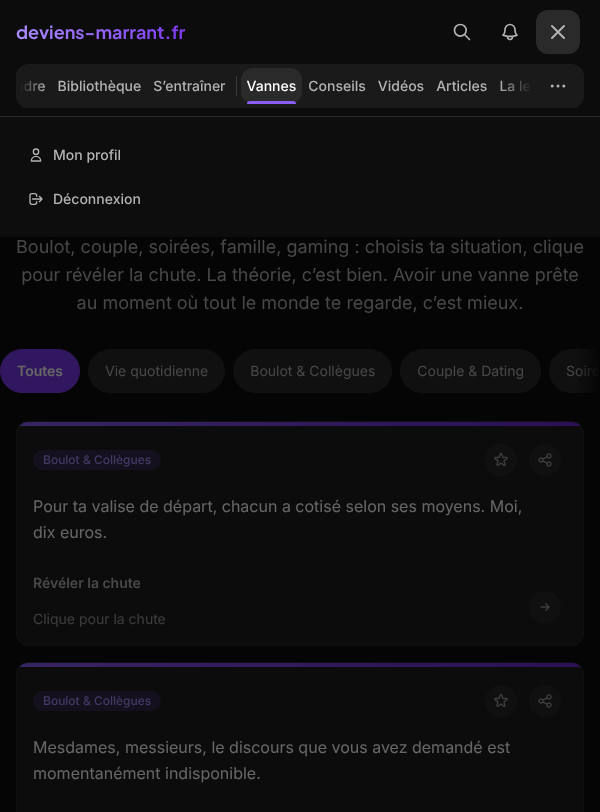 deviens-marrant.fr
Bibliothèque S'entraîner Vannes Conseils Vidéos Articles La
Mon profil
Déconnexion
Boulot, couple, soirées, famille, gaming : choisis ta situation, clique
pour révéler la chute. La théorie, c'est bien. Avoir une vanne prête
au moment où tout le monde te regarde, c'est mieux.
Toutes Vie quotidienne Boulot & Collègues Couple & Dating
Boulot & Collègues
Pour ta valise de départ, chacun a cotisé selon ses moyens. Moi,
dix euros.
Révéler la chute
Clique pour la chute
Boulot & Collègues
Mesdames, messieurs, le discours que vous avez demandé est
momentanément indisponible.